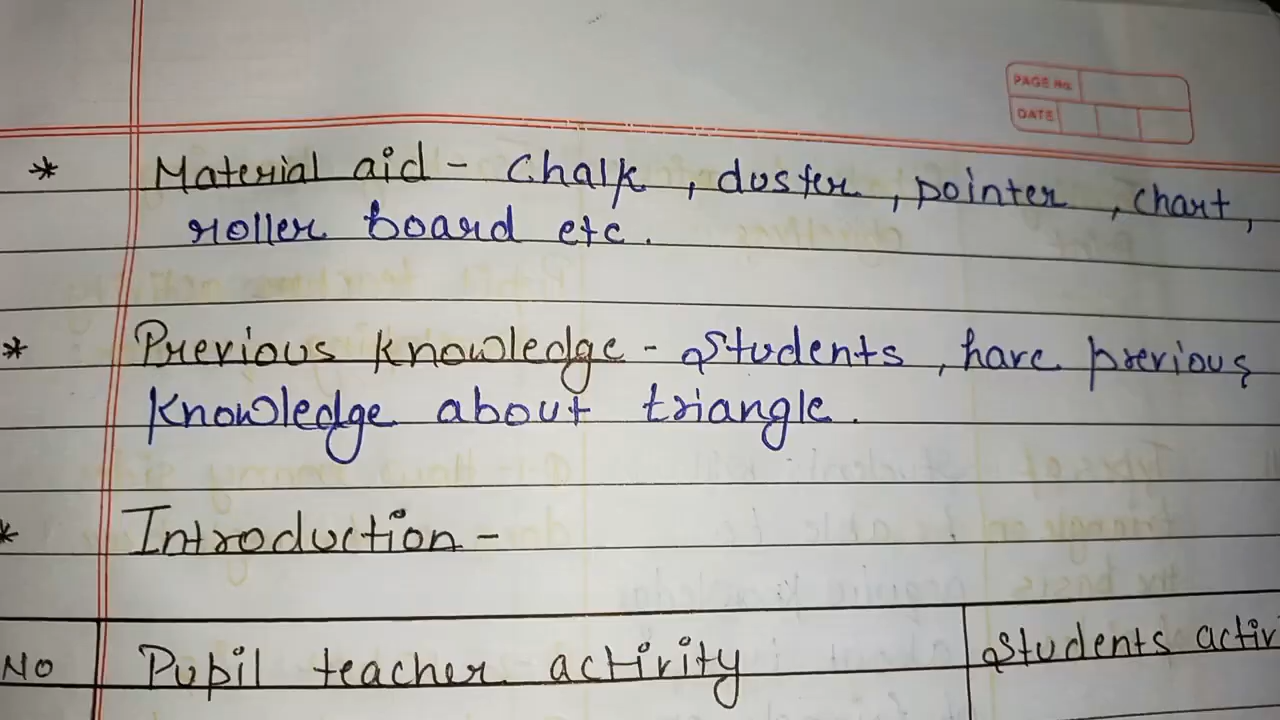 PAGE No.
DATE
* Material aid - Chalk , duster , pointer , chart,
roller board etc.
* Previous knowledge - Students , have previous
knowledge about triangle.
* Introduction -
No Pupil teacher activity Students activ